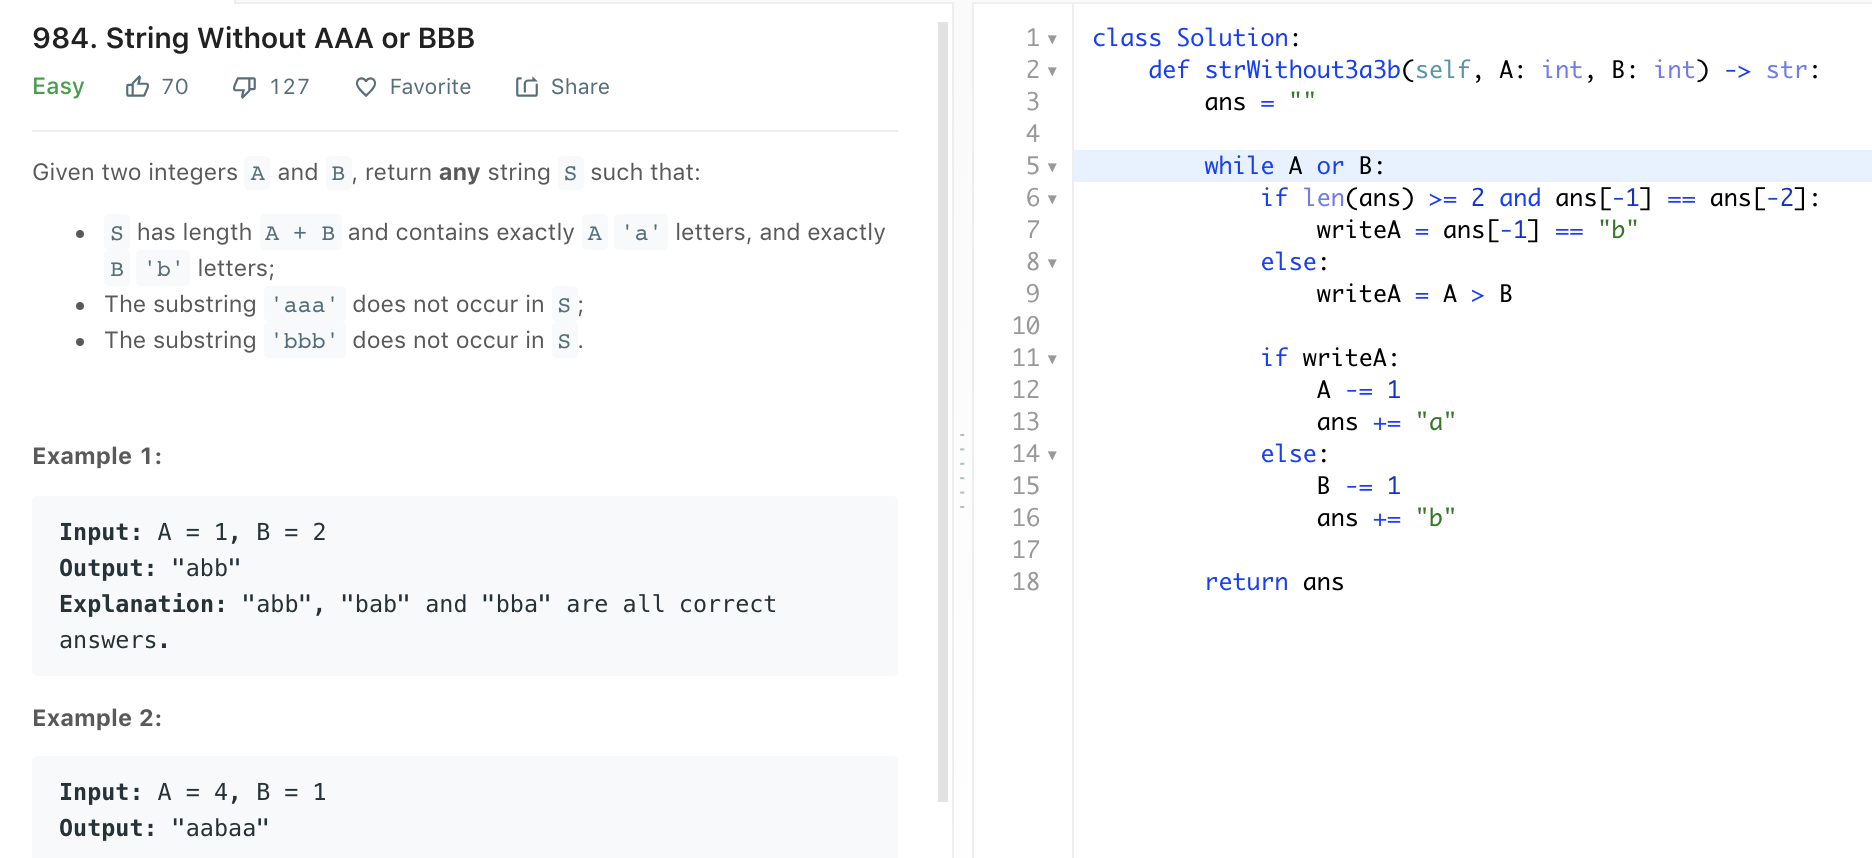 984. String Without AAA or BBB
Easy 70 127 Favorite Share
Given two integers A and B, return any string S such that:
• S has length A + B and contains exactly A 'a' letters, and exactly
B 'b' letters;
• The substring 'aaa' does not occur in S;
• The substring 'bbb' does not occur in S.
Example 1:
Input: A = 1, B = 2
Output: "abb"
Explanation: "abb", "bab" and "bba" are all correct
answers.
Example 2:
Input: A = 4, B = 1
Output: "aabaa"
1 class Solution:
2     def strWithout3a3b(self, A: int, B: int) -> str:
3         ans = ""
4
5         while A or B:
6             if len(ans) >= 2 and ans[-1] == ans[-2]:
7                 writeA = ans[-1] == "b"
8             else:
9                 writeA = A > B
10
11             if writeA:
12                 A -= 1
13                 ans += "a"
14             else:
15                 B -= 1
16                 ans += "b"
17
18         return ans